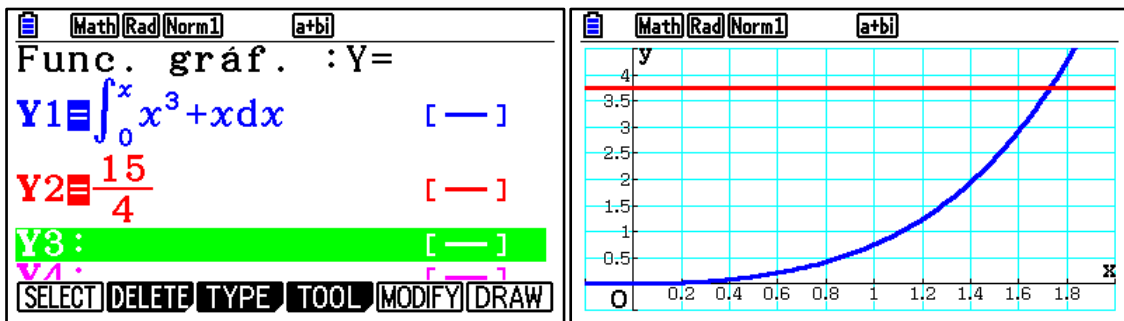 Math Rad Norm1 a+bi
Func. gráf. :Y=
Y1=∫₀ˣ x³+xdx [—]
Y2=15/4 [—]
Y3: [—]
Y4: [—]
SELECT DELETE TYPE TOOL MODIFY DRAW
Math Rad Norm1 a+bi
y
4
3.5
3
2.5
2
1.5
1
0.5
x
O 0.2 0.4 0.6 0.8 1 1.2 1.4 1.6 1.8